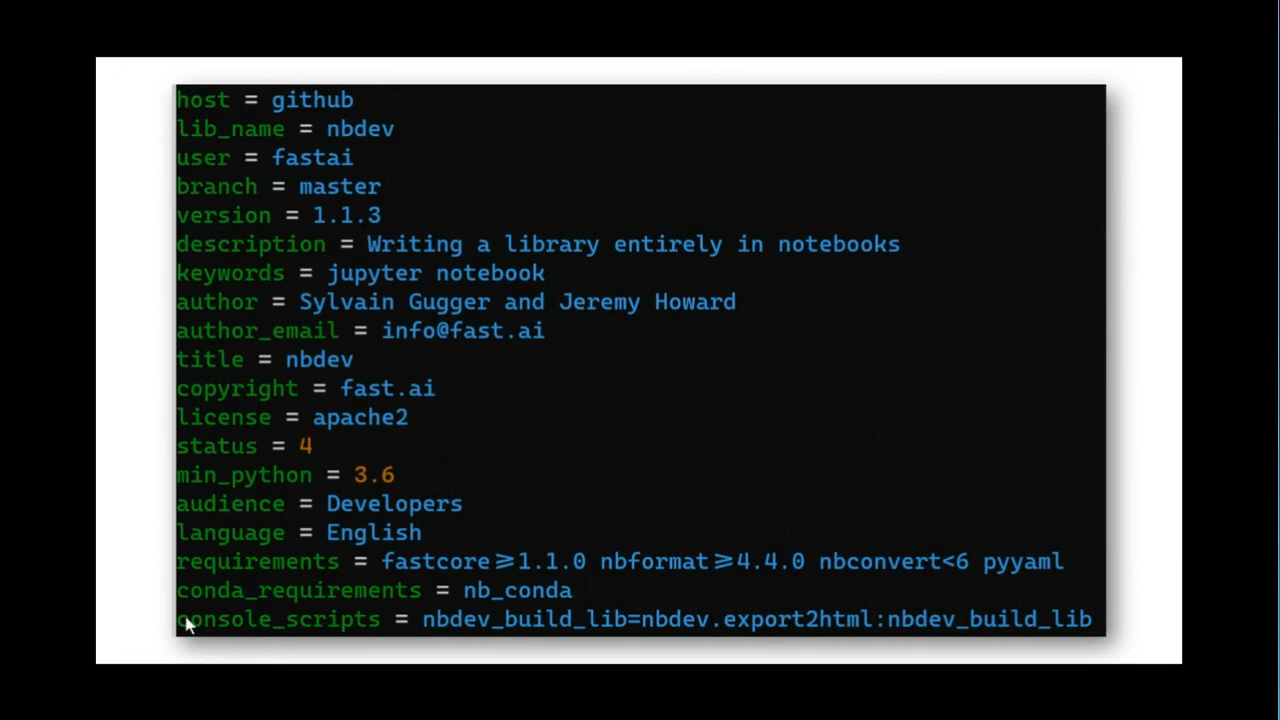 host = github
lib_name = nbdev
user = fastai
branch = master
version = 1.1.3
description = Writing a library entirely in notebooks
keywords = jupyter notebook
author = Sylvain Gugger and Jeremy Howard
author_email = info@fast.ai
title = nbdev
copyright = fast.ai
license = apache2
status = 4
min_python = 3.6
audience = Developers
language = English
requirements = fastcore>=1.1.0 nbformat>=4.4.0 nbconvert<6 pyyaml
conda_requirements = nb_conda
console_scripts = nbdev_build_lib=nbdev.export2html:nbdev_build_lib